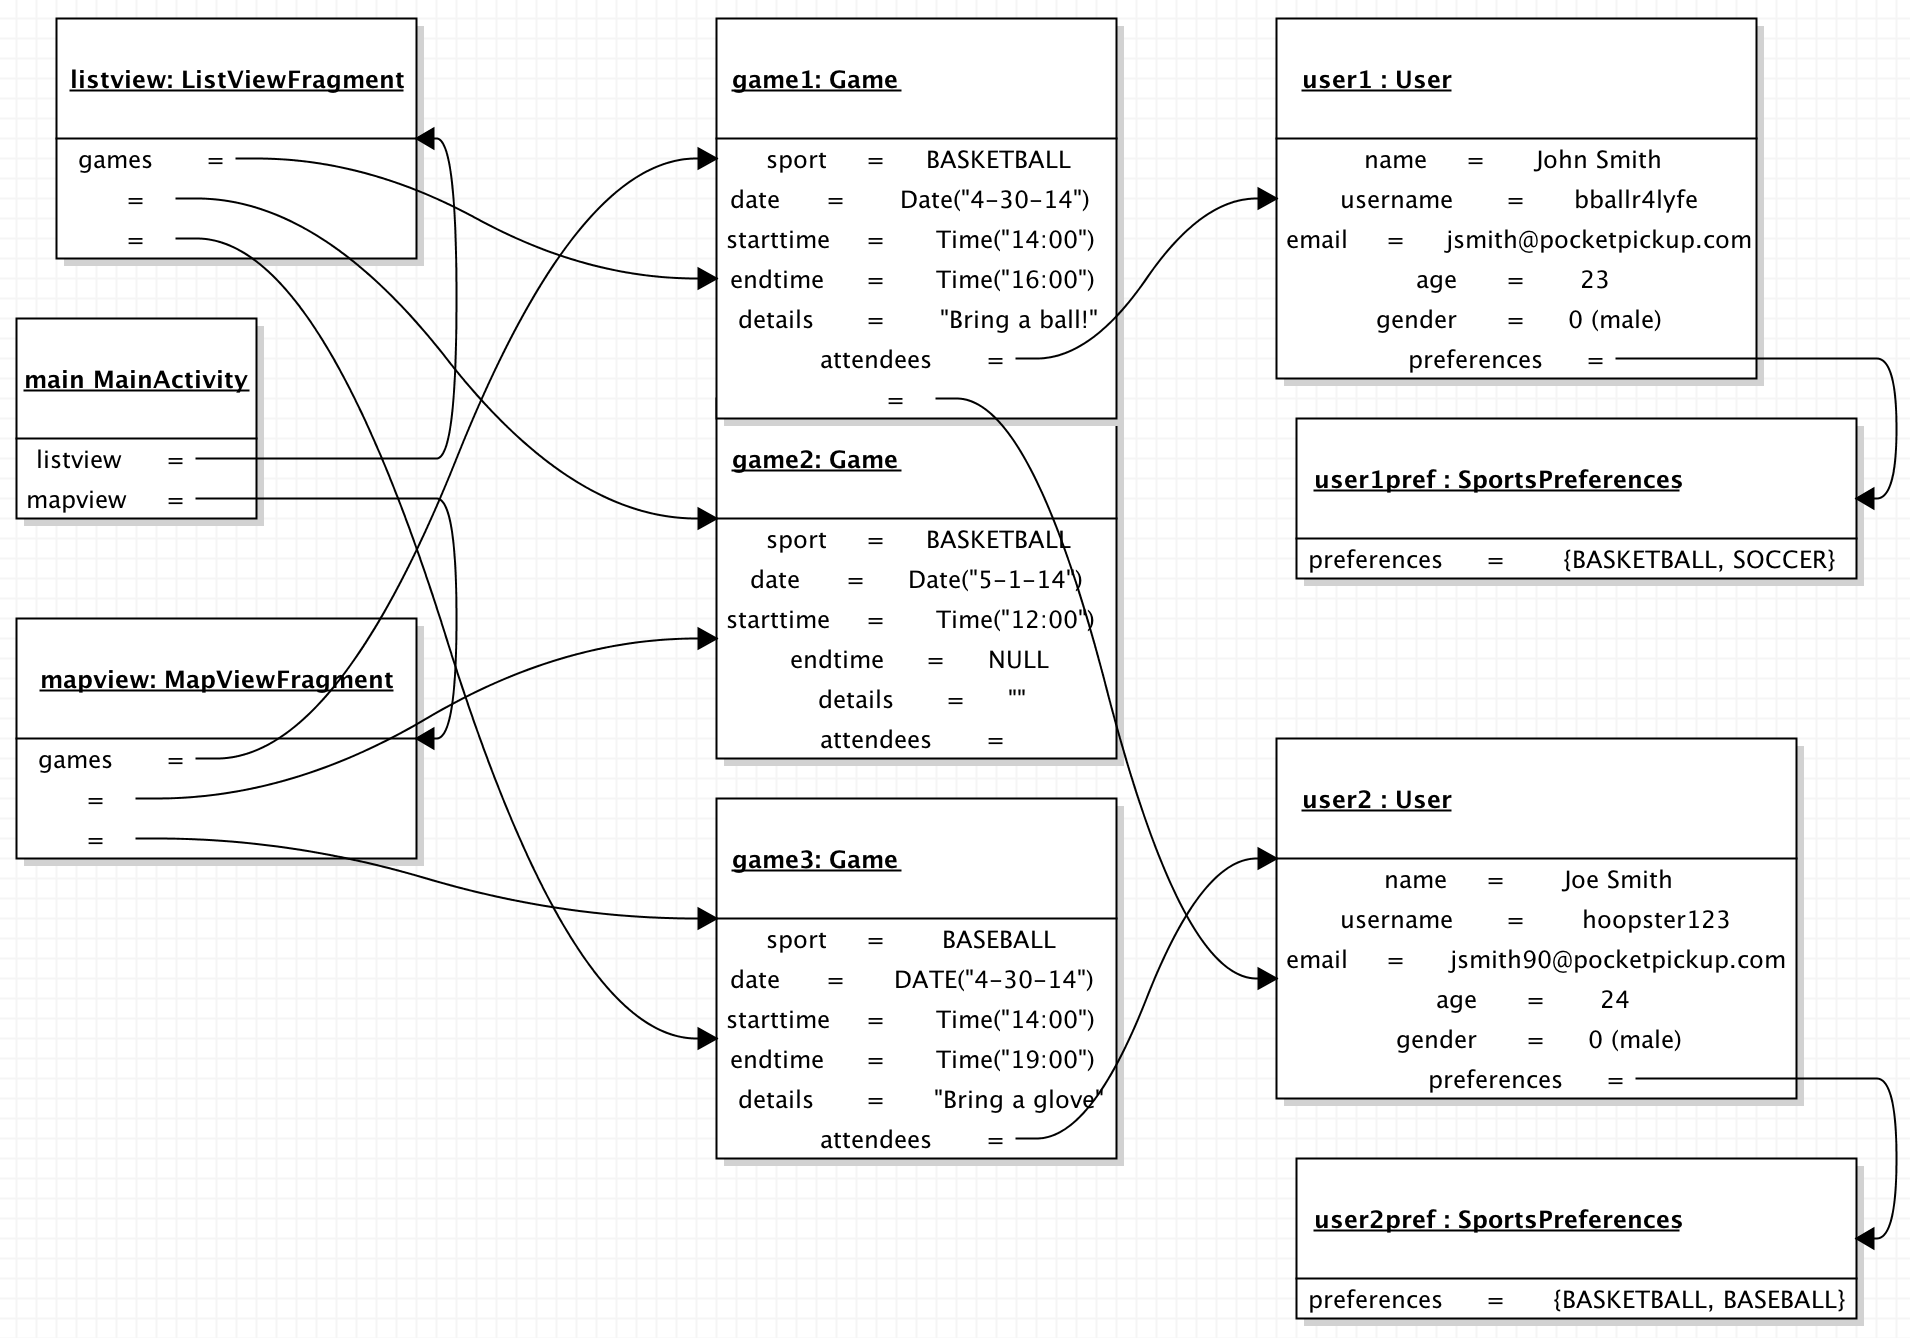 listview: ListViewFragment
games =
=
=
main MainActivity
listview =
mapview =
mapview: MapViewFragment
games =
=
=
game1: Game
sport = BASKETBALL
date = Date("4-30-14")
starttime = Time("14:00")
endtime = Time("16:00")
details = "Bring a ball!"
attendees =
=
game2: Game
sport = BASKETBALL
date = Date("5-1-14")
starttime = Time("12:00")
endtime = NULL
details = ""
attendees =
game3: Game
sport = BASEBALL
date = DATE("4-30-14")
starttime = Time("14:00")
endtime = Time("19:00")
details = "Bring a glove"
attendees =
user1 : User
name = John Smith
username = bballr4lyfe
email = jsmith@pocketpickup.com
age = 23
gender = 0 (male)
preferences =
user1pref : SportsPreferences
preferences = {BASKETBALL, SOCCER}
user2 : User
name = Joe Smith
username = hoopster123
email = jsmith90@pocketpickup.com
age = 24
gender = 0 (male)
preferences =
user2pref : SportsPreferences
preferences = {BASKETBALL, BASEBALL}